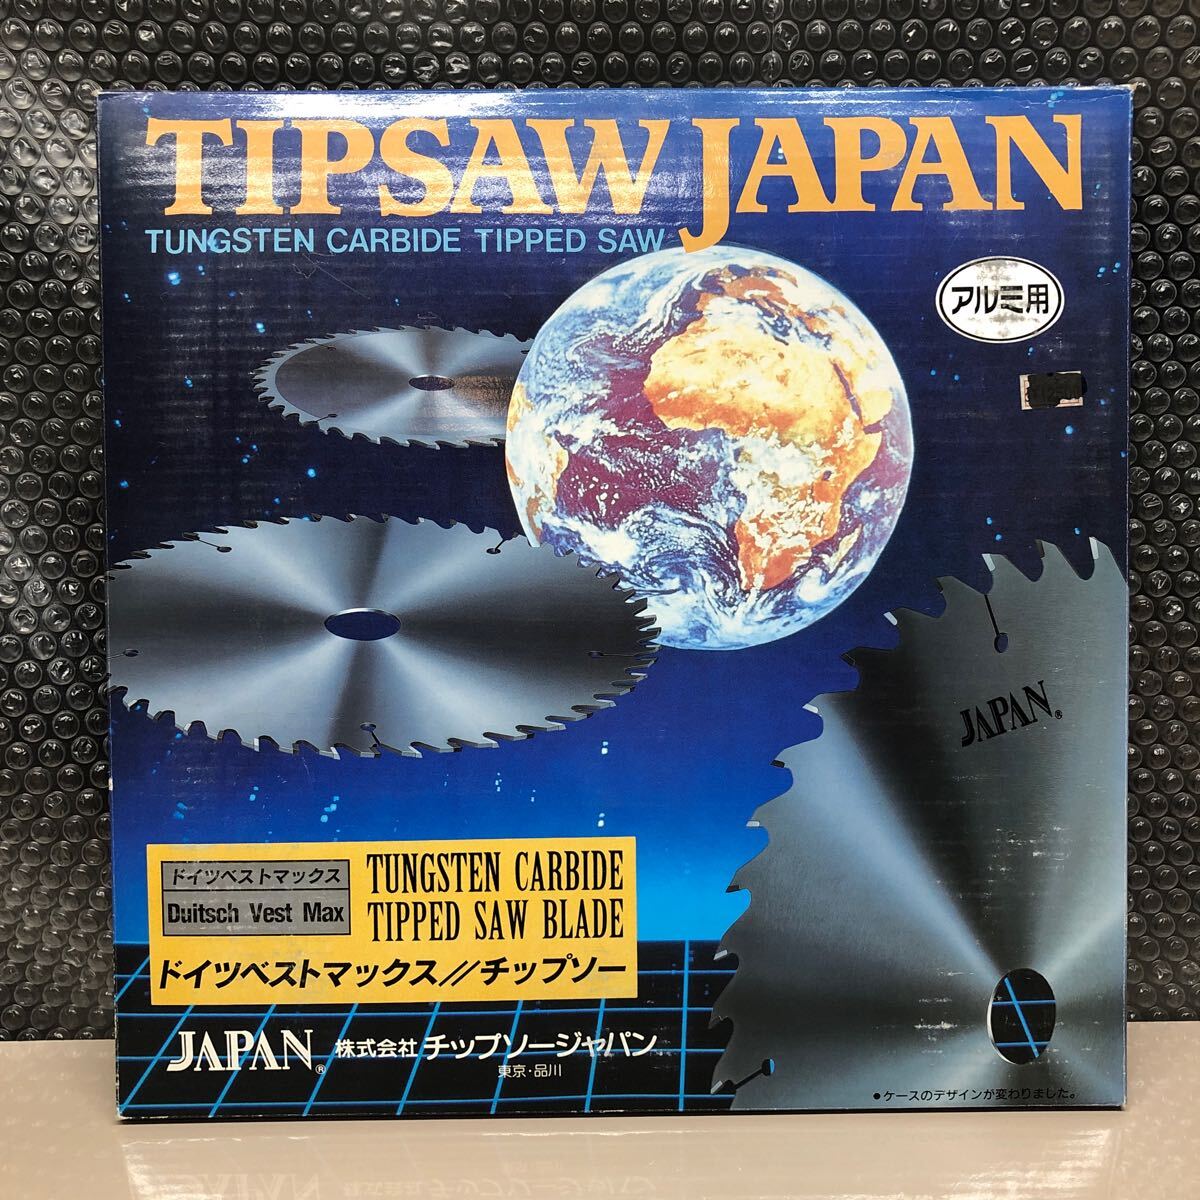 TIPSAW JAPAN
TUNGSTEN CARBIDE TIPPED SAW
アルミ用
JAPAN®
ドイツベストマックス
Duitsch Vest Max
TUNGSTEN CARBIDE
TIPPED SAW BLADE
ドイツベストマックス//チップソー
JAPAN® 株式会社 チップソージャパン
東京・品川
●ケースのデザインが変わりました。